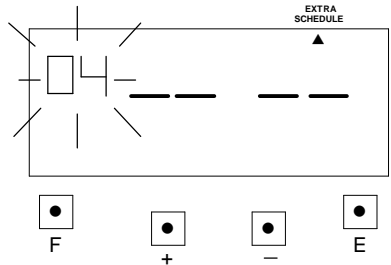 EXTRA
SCHEDULE
04 -- --
F + - E